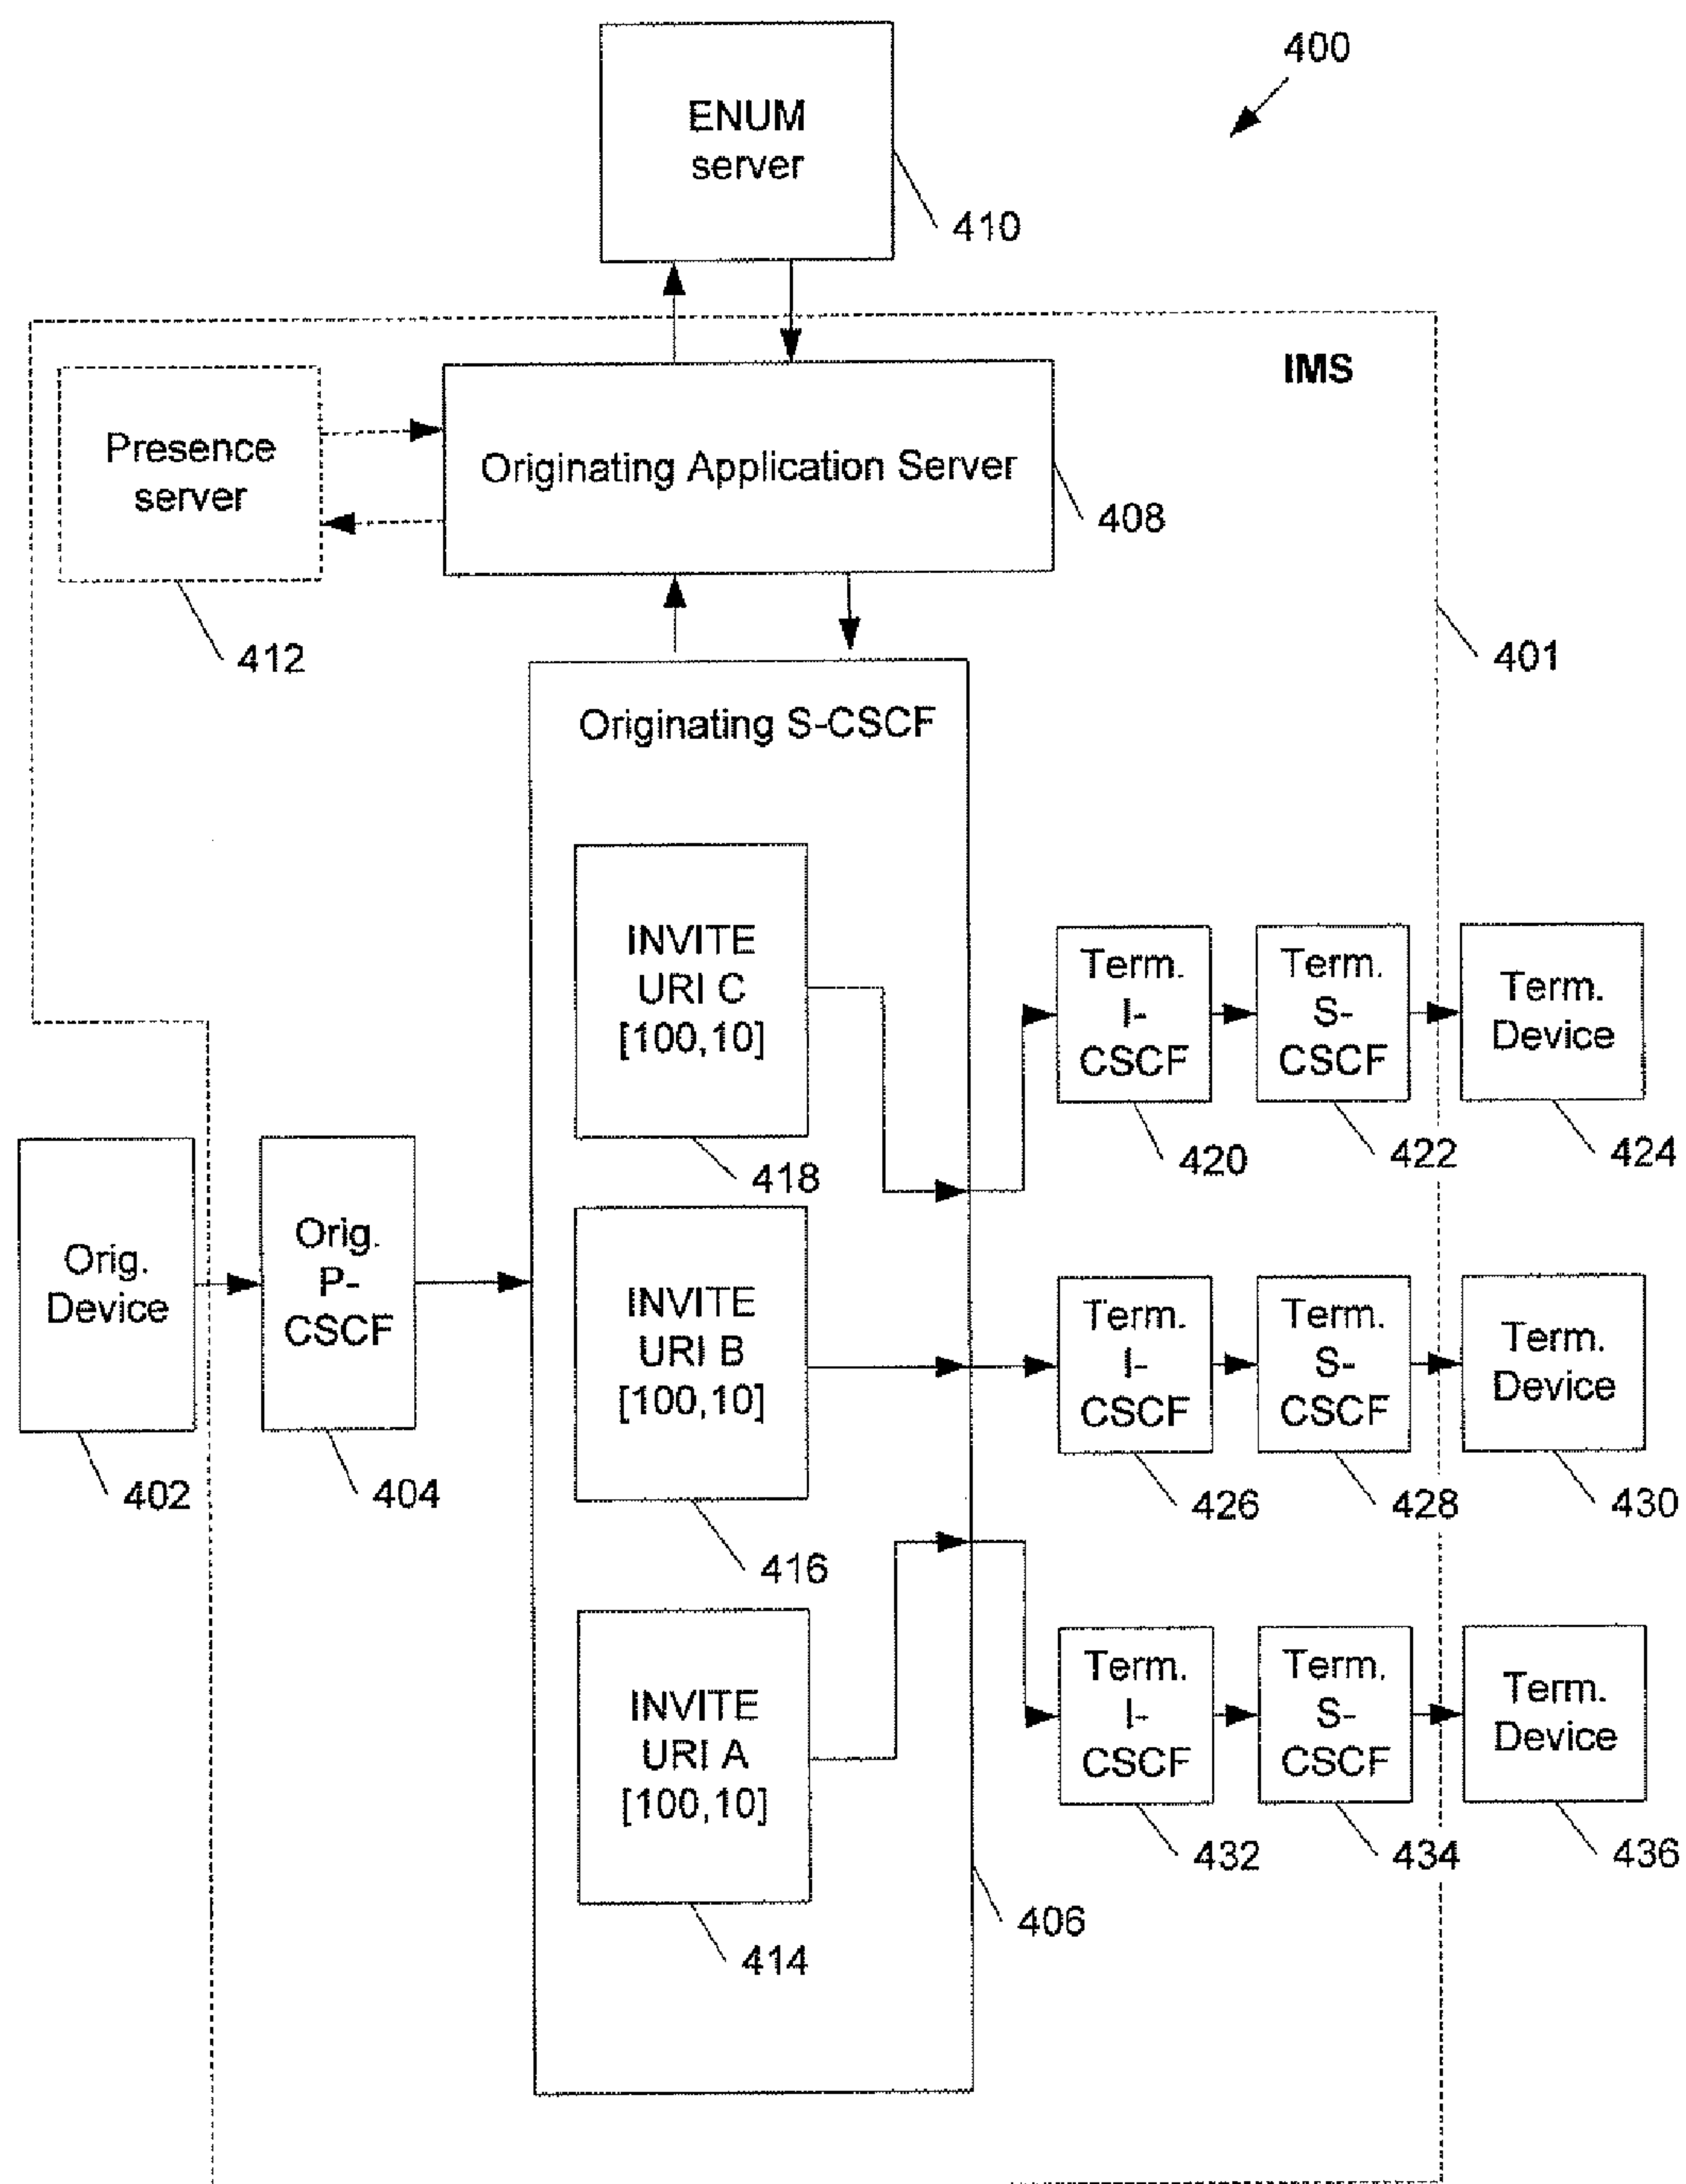 400
ENUM
server
410
IMS
Presence
server
Originating Application Server
408
412
401
Originating S-CSCF
INVITE
URI C
[100,10]
418
Term.
I-
CSCF
420
Term.
S-
CSCF
422
Term.
Device
424
Orig.
Device
402
Orig.
P-
CSCF
404
INVITE
URI B
[100,10]
416
Term.
I-
CSCF
426
Term.
S-
CSCF
428
Term.
Device
430
INVITE
URI A
[100,10]
414
406
Term.
I-
CSCF
432
Term.
S-
CSCF
434
Term.
Device
436